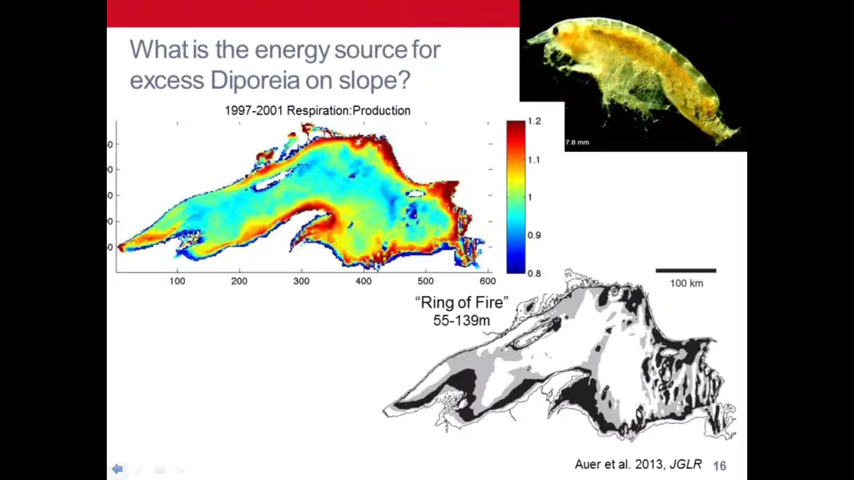 What is the energy source for
excess Diporeia on slope?
7.8 mm
1997-2001 Respiration:Production
1.2
1.1
1
0.9
0.8
100 200 300 400 500 600
"Ring of Fire"
55-139m
100 km
Auer et al. 2013, JGLR 16